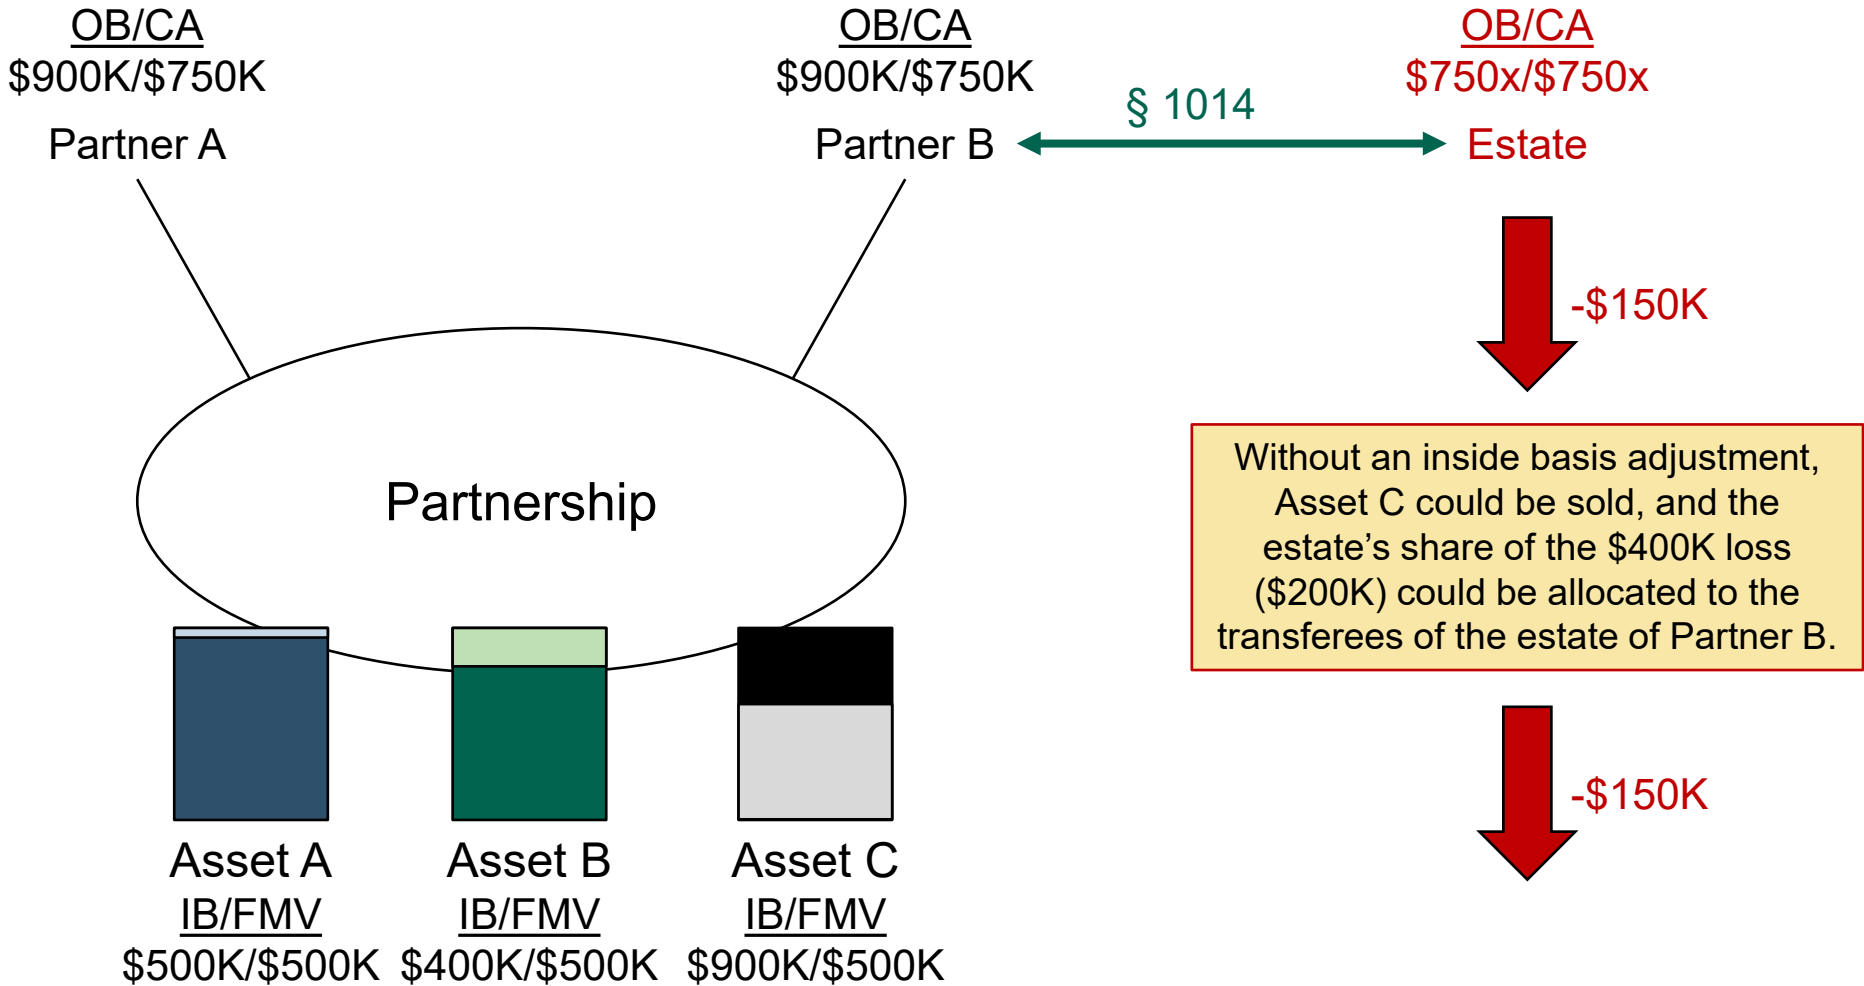 OB/CA
$900K/$750K
Partner A
OB/CA
$900K/$750K
Partner B
§ 1014
OB/CA
$750x/$750x
Estate
-$150K
Without an inside basis adjustment,
Asset C could be sold, and the
estate’s share of the $400K loss
($200K) could be allocated to the
transferees of the estate of Partner B.
-$150K
Partnership
Asset A
IB/FMV
$500K/$500K
Asset B
IB/FMV
$400K/$500K
Asset C
IB/FMV
$900K/$500K